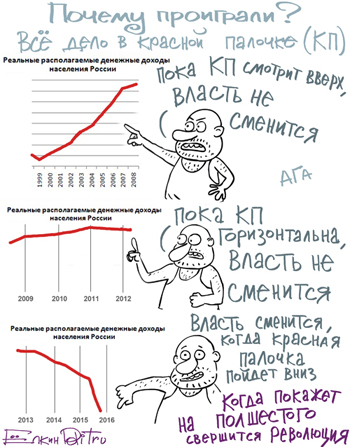 Почему проиграли?
ВСЁ дело в красной палочке (КП)
Реальные располагаемые денежные доходы
населения России
1999 2000 2001 2002 2003 2004 2005 2006 2007 2008
пока КП смотрит вверх,
власть не
сменится
АГА
Реальные располагаемые денежные доходы
населения России
2009 2010 2011 2012
пока КП
горизонтальна,
власть не
сменится
Реальные располагаемые денежные доходы
населения России
2013 2014 2015 2016
Власть сменится,
когда красная
палочка
пойдет вниз
Когда покажет
на полшестого
свершится революция
Ёлкин